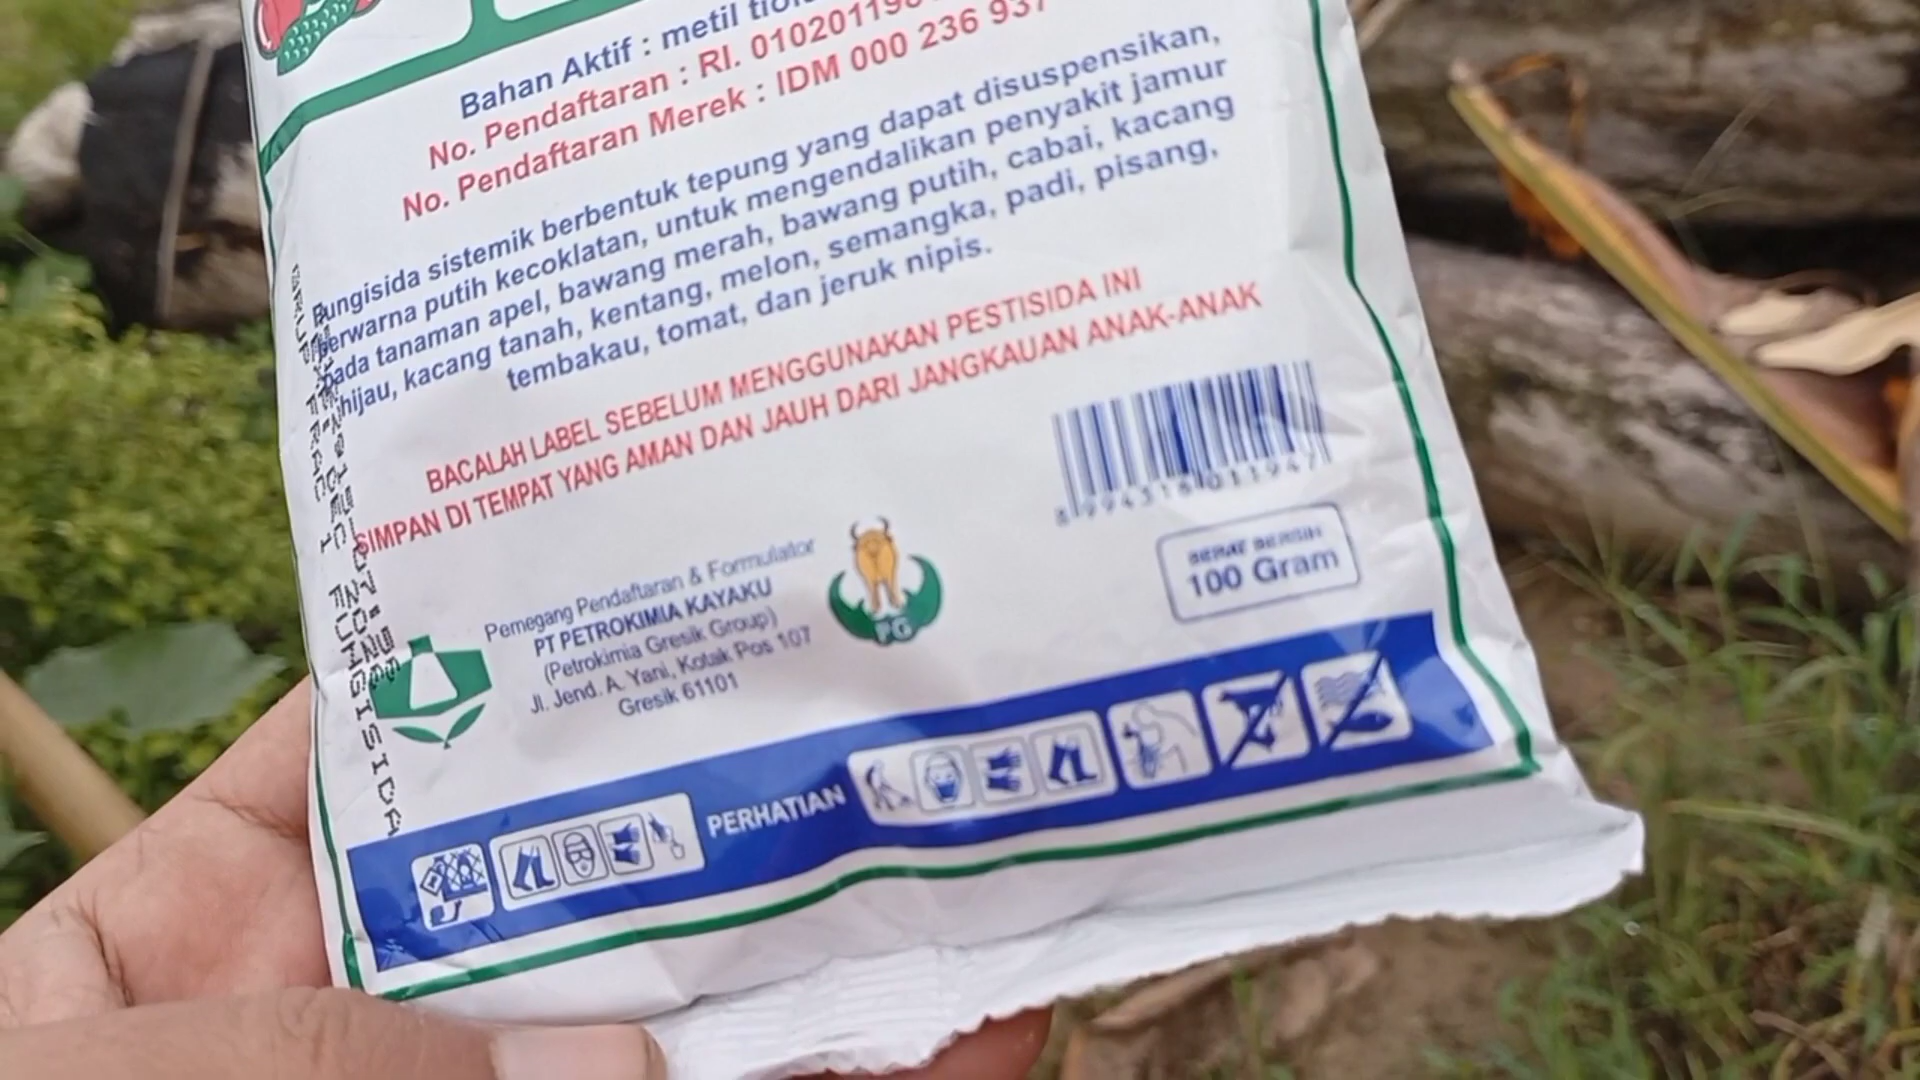 Bahan Aktif : metil
No. Pendaftaran : RI.
No. Pendaftaran Merek : IDM 000 236 937
Fungisida sistemik berbentuk tepung yang dapat disuspensikan,
berwarna putih kecoklatan, untuk mengendalikan penyakit jamur
pada tanaman apel, bawang merah, bawang putih, cabai, kacang
hijau, kacang tanah, kentang, melon, semangka, padi, pisang,
tembakau, tomat, dan jeruk nipis.
BACALAH LABEL SEBELUM MENGGUNAKAN PESTISIDA INI
SIMPAN DI TEMPAT YANG AMAN DAN JAUH DARI JANGKAUAN ANAK-ANAK
Pemegang Pendaftaran & Formulator
PT PETROKIMIA KAYAKU
(Petrokimia Gresik Group)
Jl. Jend. A. Yani, Kotak Pos 107
Gresik 61101
PG
BERAT BERSIH
100 Gram
PERHATIAN
FUNGISIDA